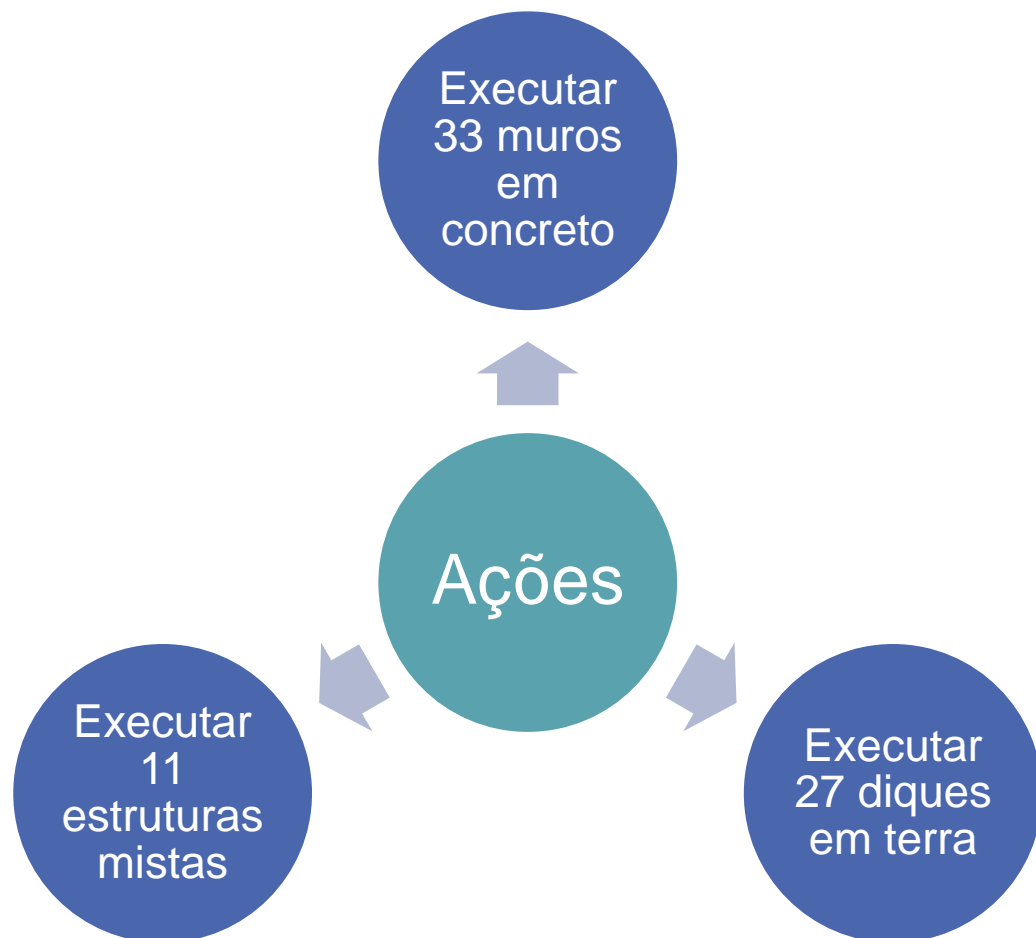 Executar
33 muros
em
concreto
Ações
Executar
11
estruturas
mistas
Executar
27 diques
em terra